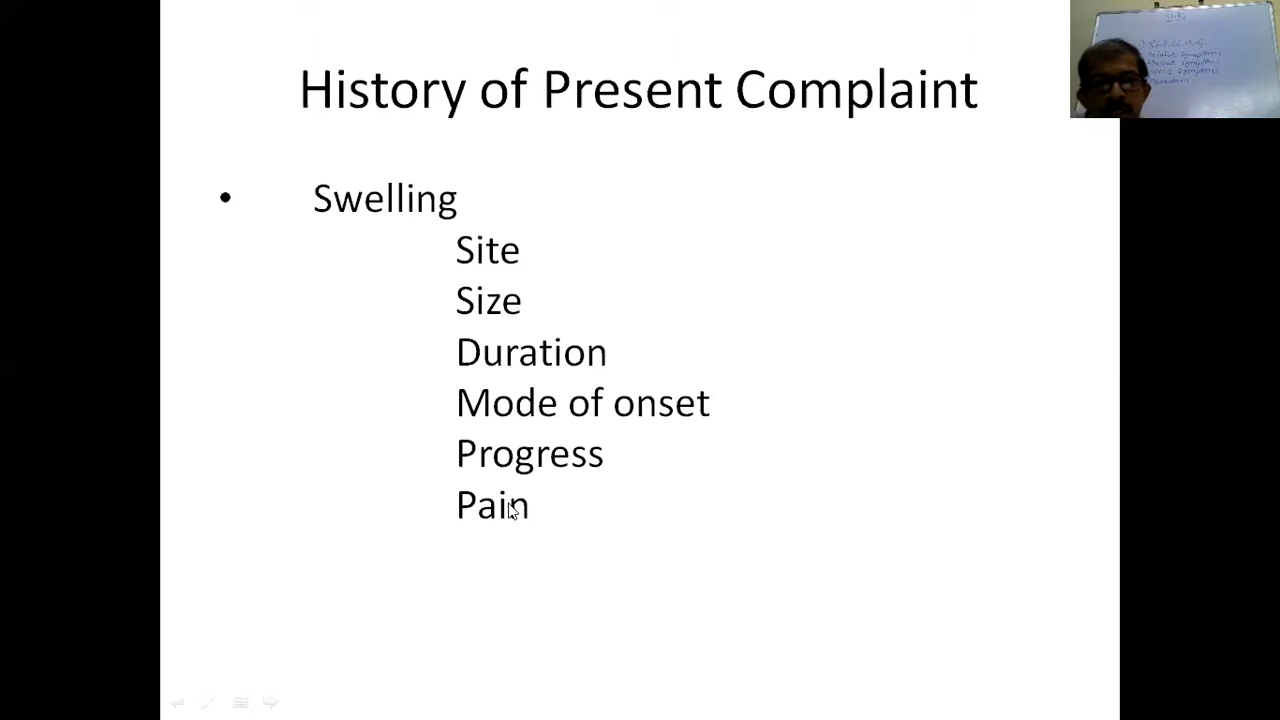 History of Present Complaint
• Swelling
Site
Size
Duration
Mode of onset
Progress
Pain